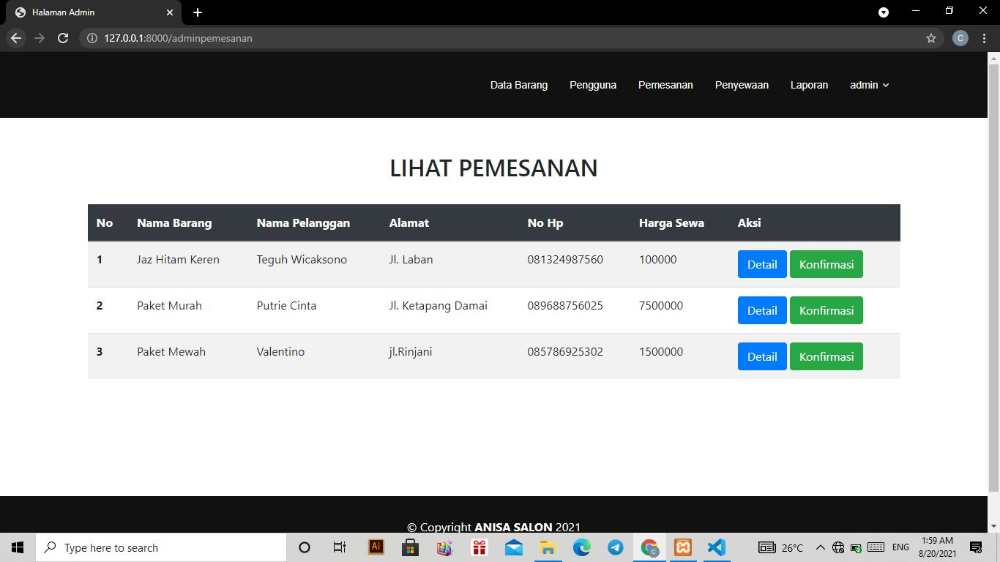 Halaman Admin
127.0.0.1:8000/adminpemesanan
C
Data Barang Pengguna Pemesanan Penyewaan Laporan admin
LIHAT PEMESANAN
No Nama Barang Nama Pelanggan Alamat No Hp Harga Sewa Aksi
1 Jaz Hitam Keren Teguh Wicaksono Jl. Laban 081324987560 100000 Detail Konfirmasi
2 Paket Murah Putrie Cinta Jl. Ketapang Damai 089688756025 7500000 Detail Konfirmasi
3 Paket Mewah Valentino jl.Rinjani 085786925302 1500000 Detail Konfirmasi
© Copyright ANISA SALON 2021
Type here to search Ai C 26°C ENG 1:59 AM
8/20/2021